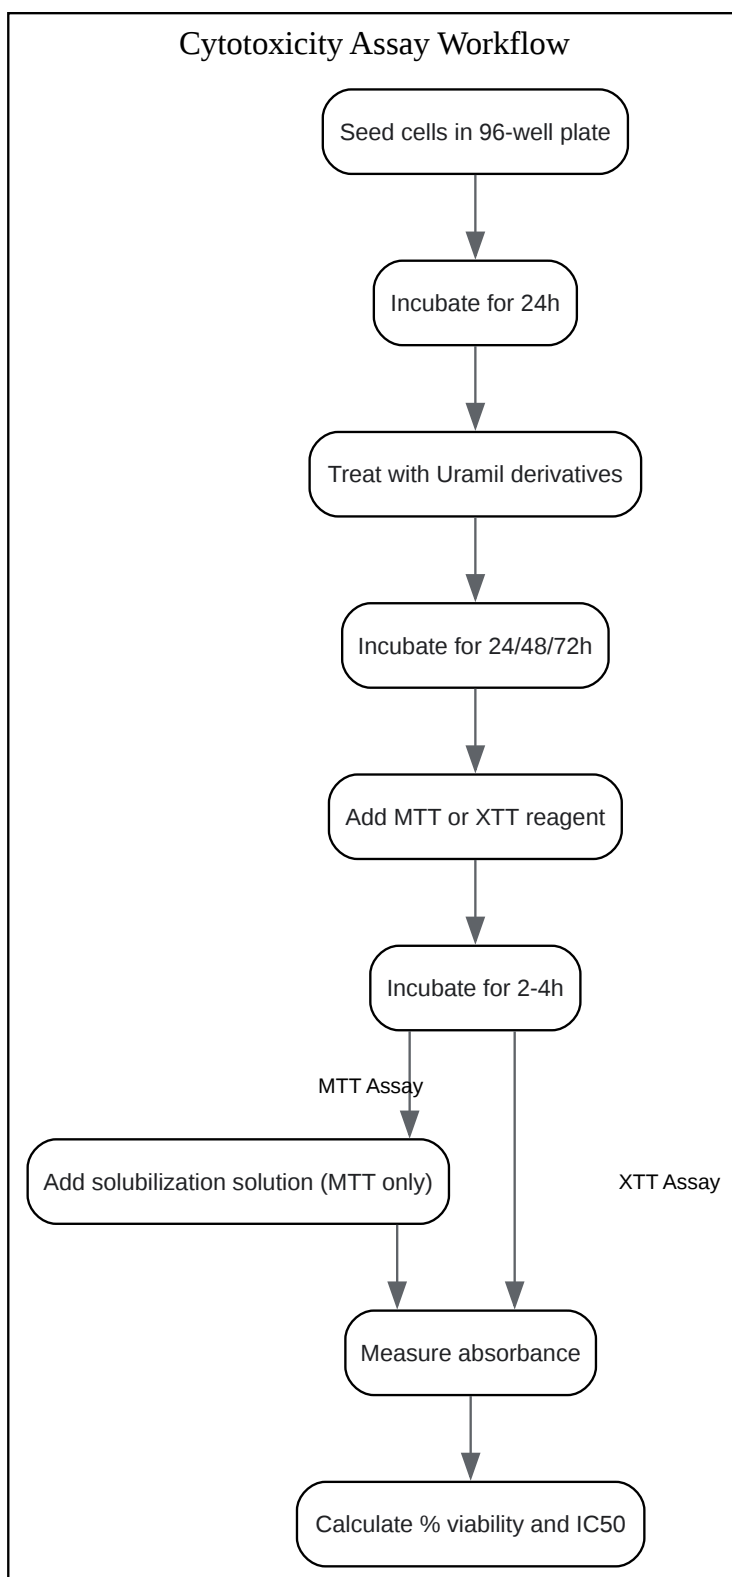 Cytotoxicity Assay Workflow
Seed cells in 96-well plate
Incubate for 24h
Treat with Uramil derivatives
Incubate for 24/48/72h
Add MTT or XTT reagent
Incubate for 2-4h
MTT Assay
Add solubilization solution (MTT only)
XTT Assay
Measure absorbance
Calculate % viability and IC50